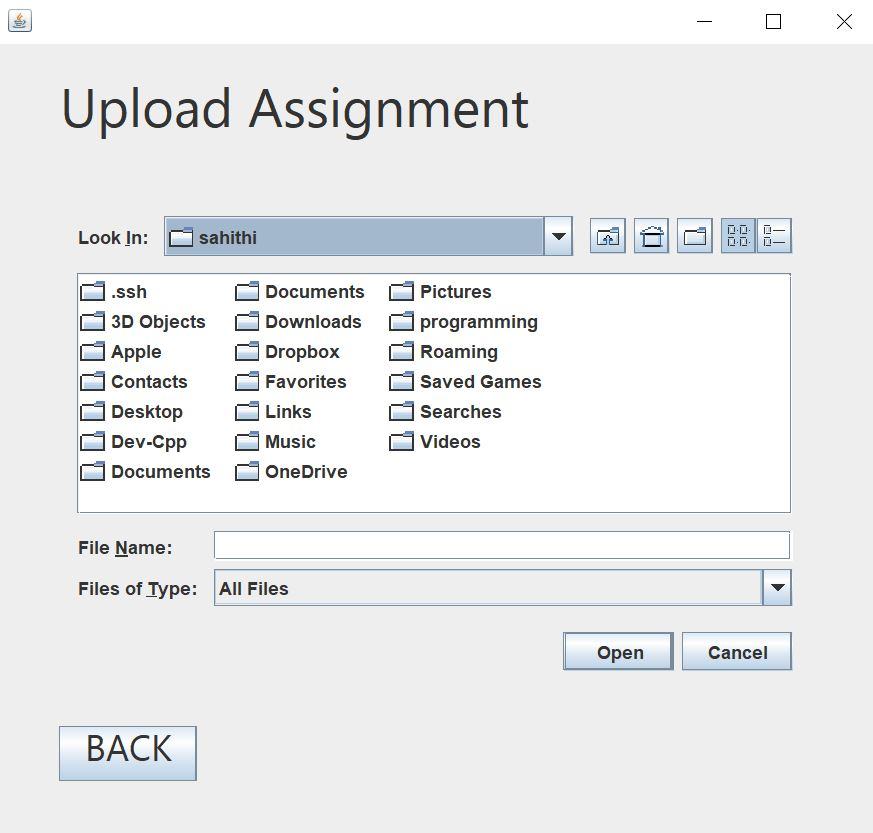 Upload Assignment
Look In: sahithi
.ssh Documents Pictures
3D Objects Downloads programming
Apple Dropbox Roaming
Contacts Favorites Saved Games
Desktop Links Searches
Dev-Cpp Music Videos
Documents OneDrive
File Name:
Files of Type: All Files
Open Cancel
BACK